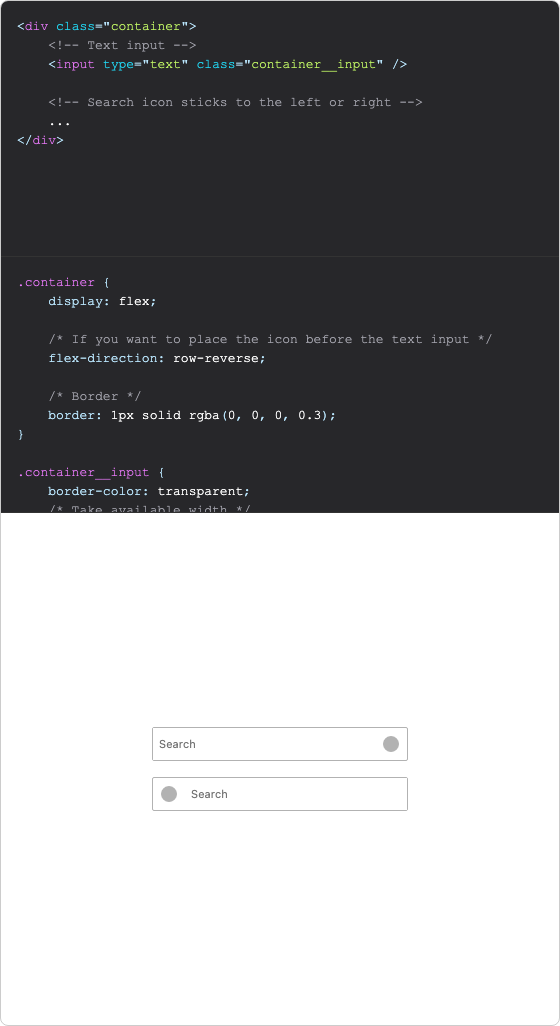 <div class="container">
    <!-- Text input -->
    <input type="text" class="container__input" />
    <!-- Search icon sticks to the left or right -->
    ...
</div>
.container {
    display: flex;
    /* If you want to place the icon before the text input */
    flex-direction: row-reverse;
    /* Border */
    border: 1px solid rgba(0, 0, 0, 0.3);
}
.container__input {
    border-color: transparent;
    /* Take available width */
Search
Search